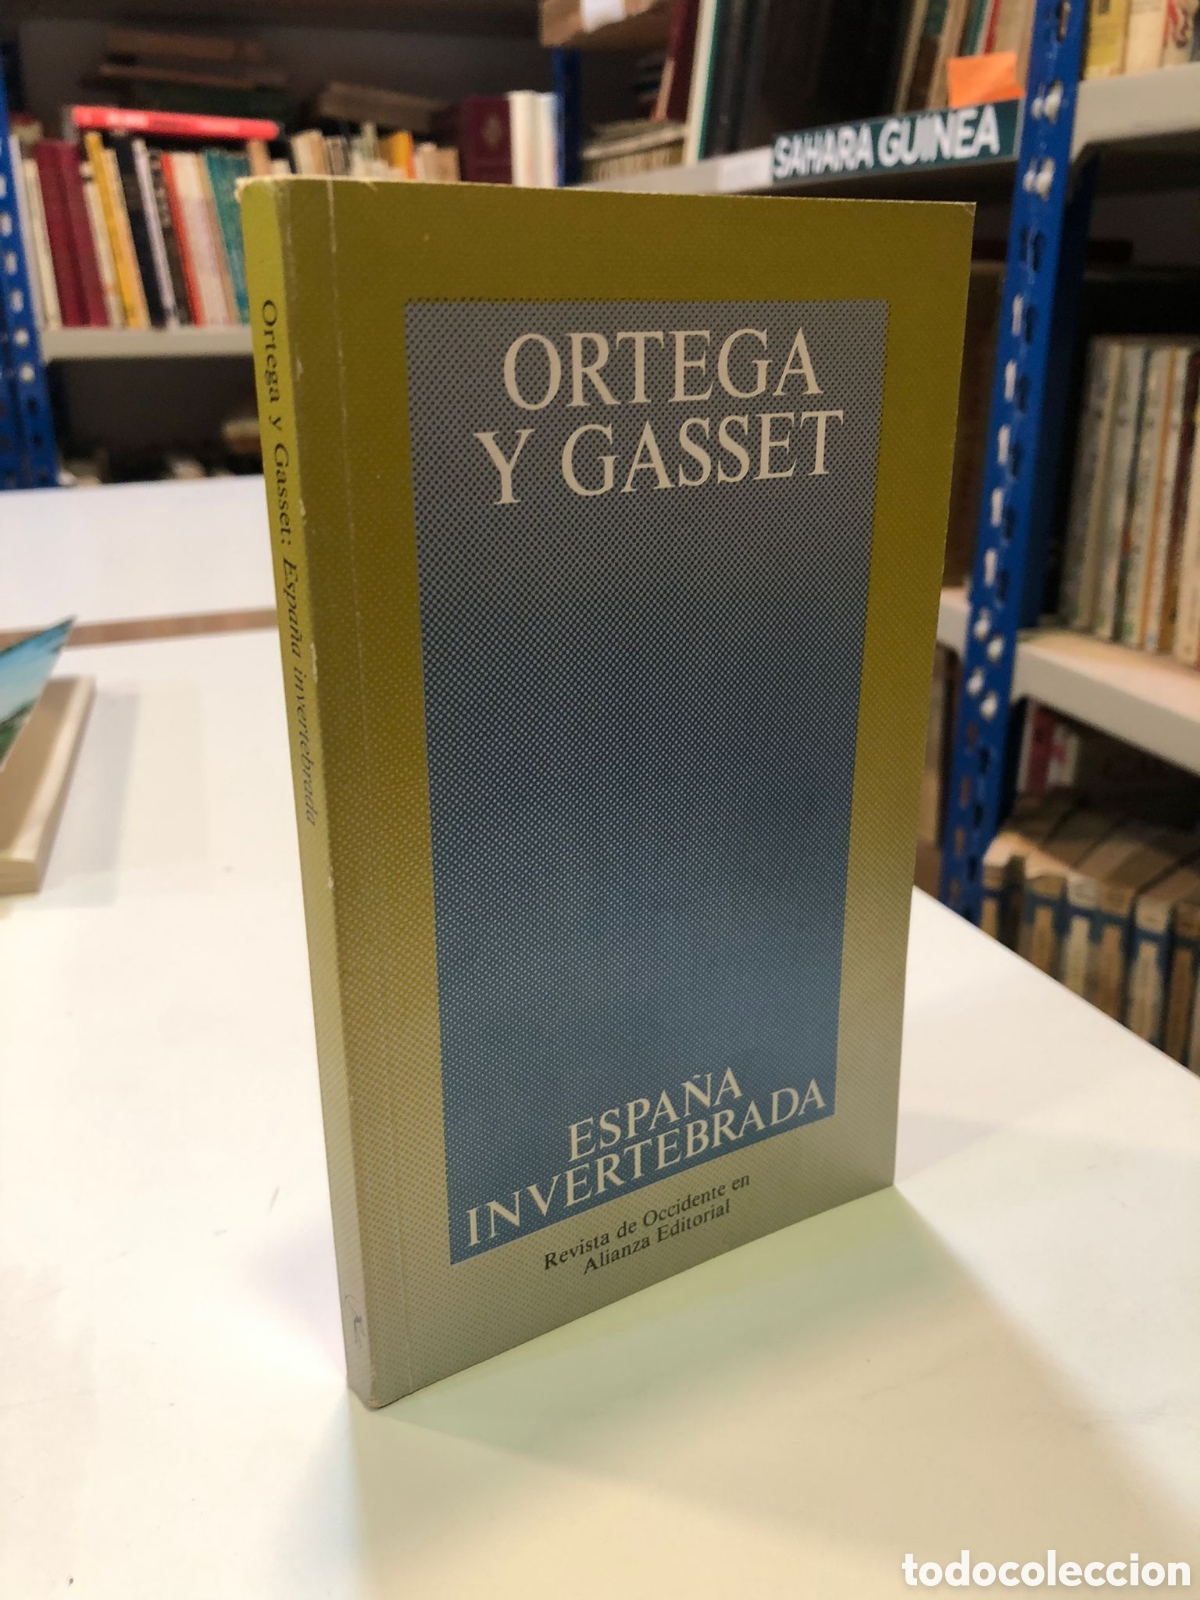 SAHARA GUINEA
ORTEGA
Y GASSET
ESPAÑA
INVERTEBRADA
Revista de Occidente en
Alianza Editorial
Ortega y Gasset: España invertebrada
todocoleccion